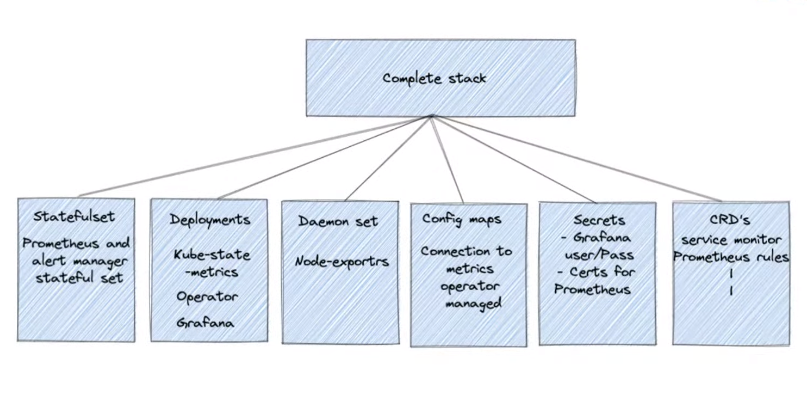 Complete stack
Statefulset
Prometheus and
alert manager
stateful set
Deployments
Kube-state
-metrics
Operator
Grafana
Daemon set
Node-exportrs
Config maps
Connection to
metrics
operator
managed
Secrets
- Grafana
user/Pass
- Certs for
Prometheus
CRD's
service monitor
Prometheus rules
|
|